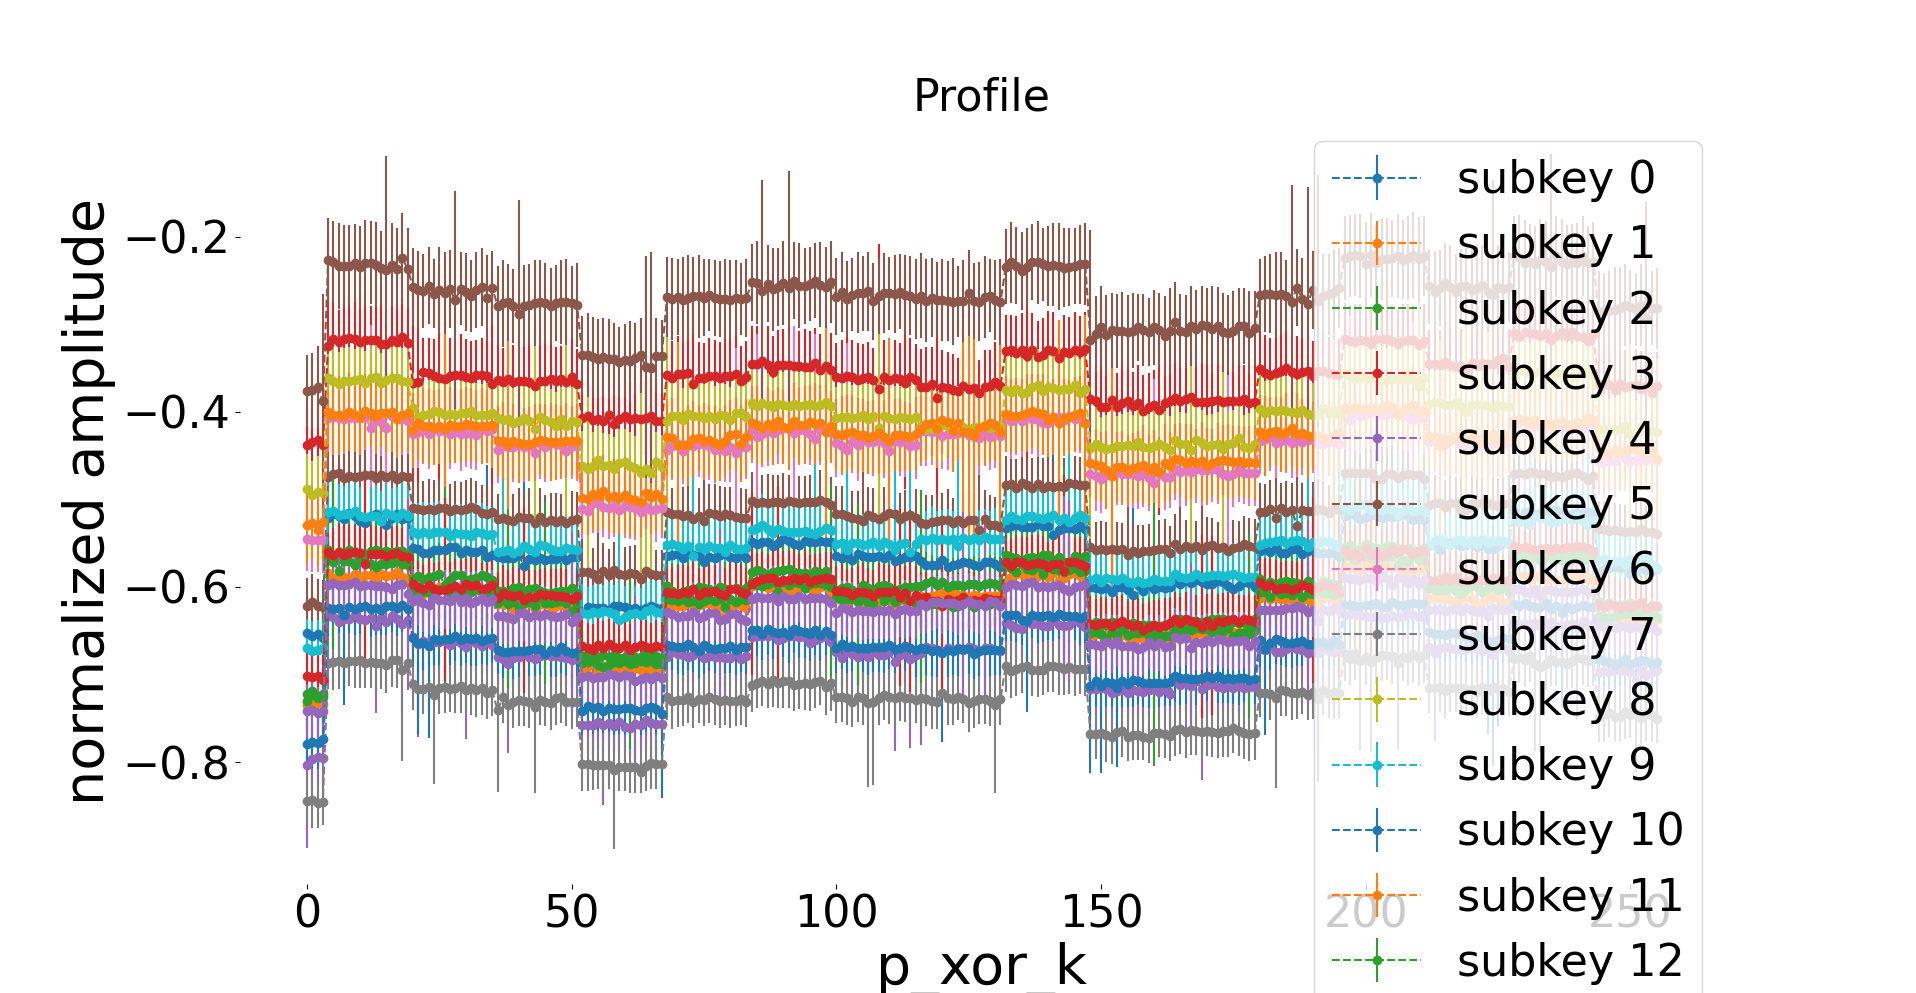 Profile
normalized amplitude
−0.2
−0.4
−0.6
−0.8
0
50
100
150
200
250
p_xor_k
subkey 0
subkey 1
subkey 2
subkey 3
subkey 4
subkey 5
subkey 6
subkey 7
subkey 8
subkey 9
subkey 10
subkey 11
subkey 12